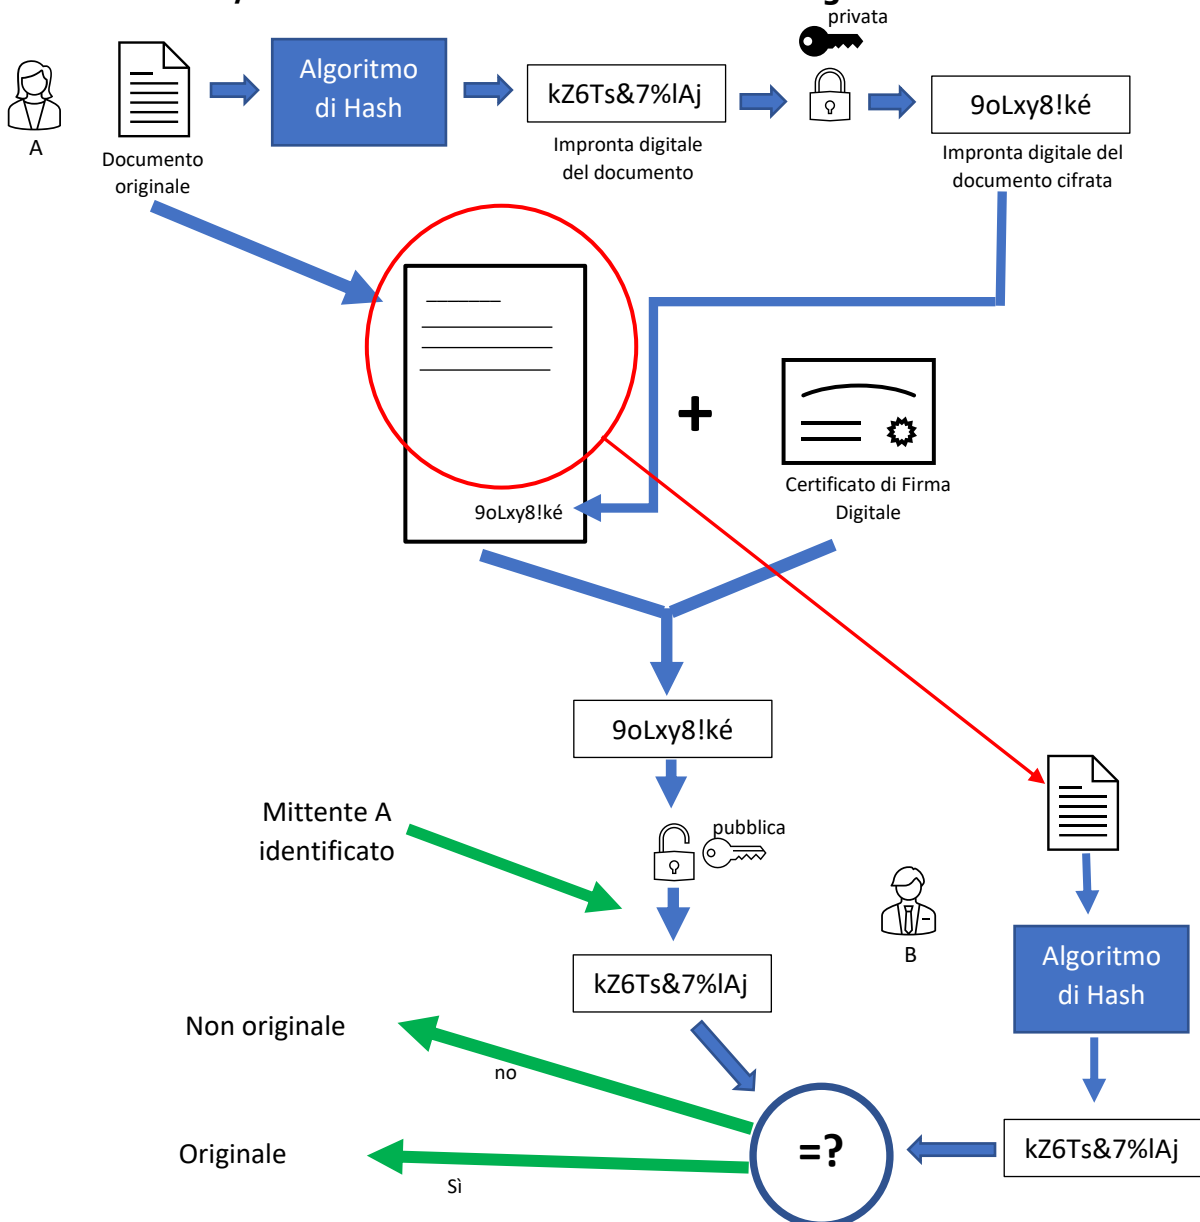 privata
Algoritmo
di Hash
kZ6Ts&7%lAj
9oLxy8!ké
A
Documento
originale
Impronta digitale
del documento
Impronta digitale del
documento cifrata
9oLxy8!ké
+
Certificato di Firma
Digitale
9oLxy8!ké
Mittente A
identificato
pubblica
B
kZ6Ts&7%lAj
Algoritmo
di Hash
Non originale
no
Originale
Sì
=?
kZ6Ts&7%lAj